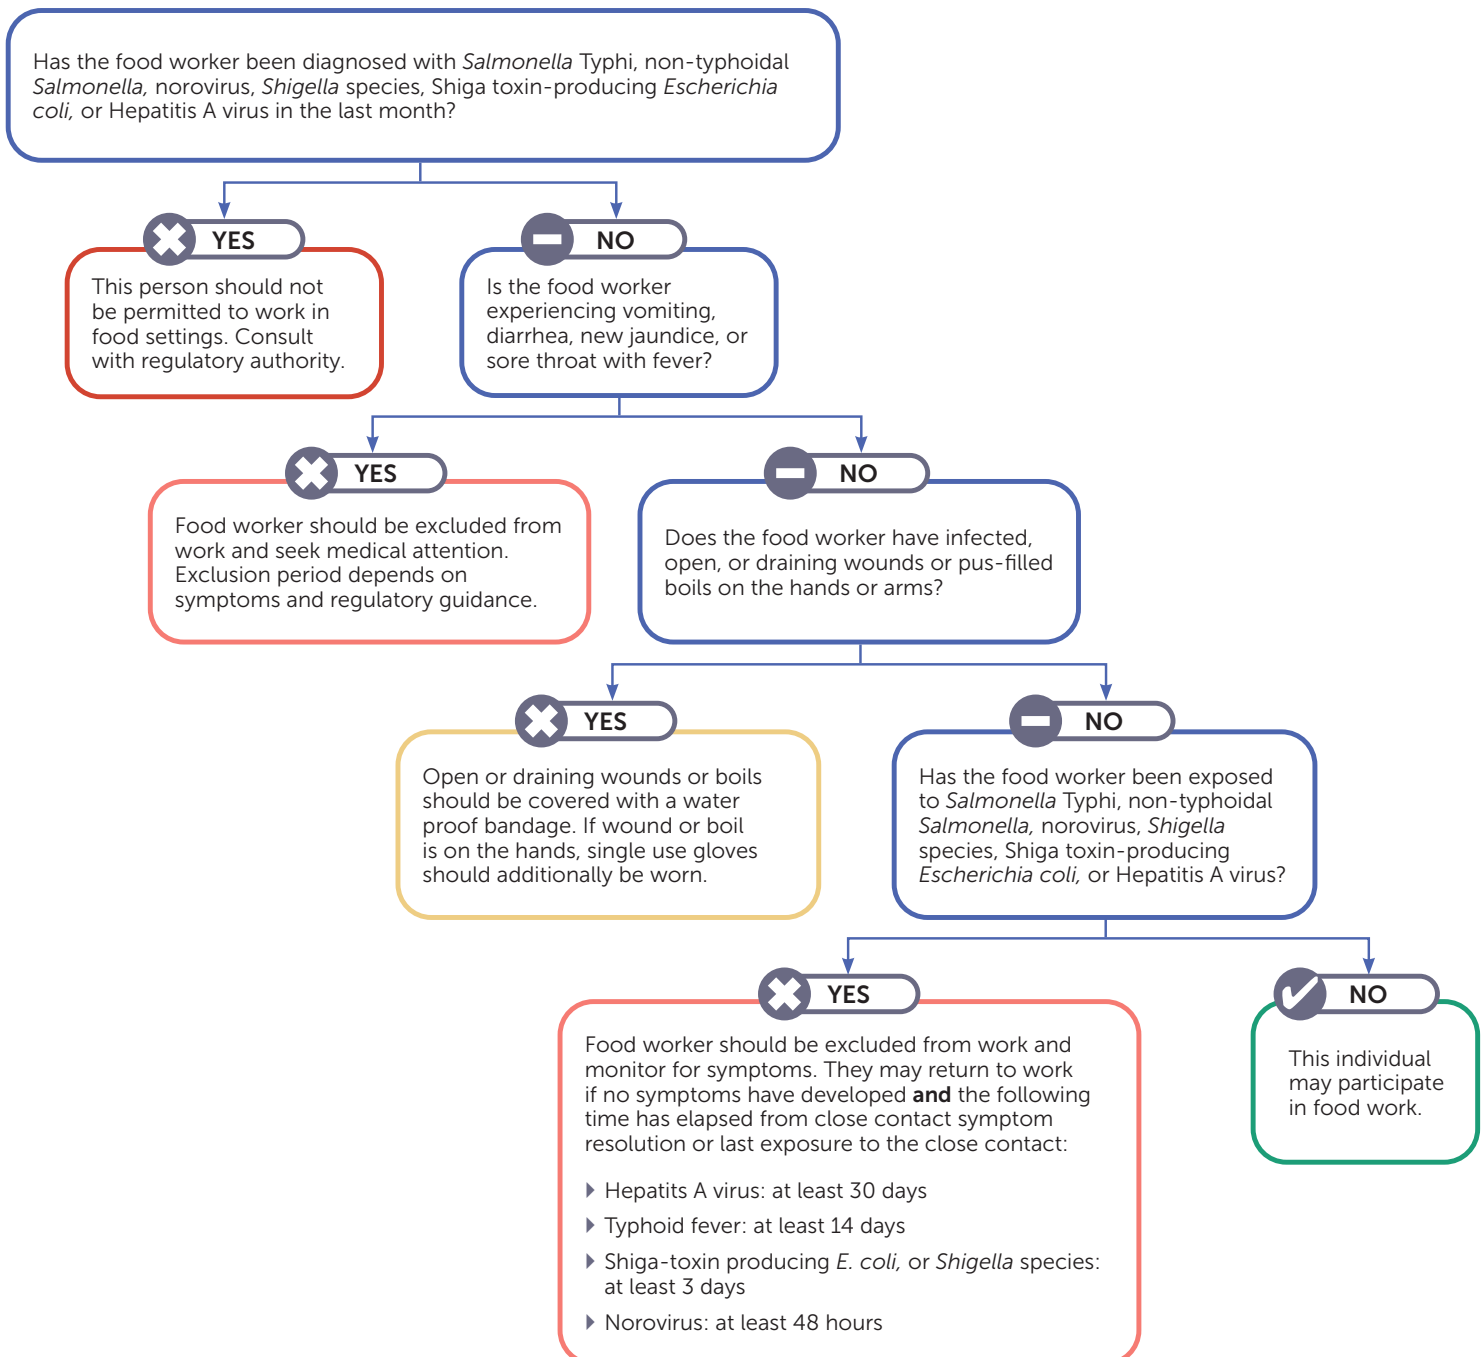 Has the food worker been diagnosed with Salmonella Typhi, non-typhoidal
Salmonella, norovirus, Shigella species, Shiga toxin-producing Escherichia
coli, or Hepatitis A virus in the last month?
YES
This person should not
be permitted to work in
food settings. Consult
with regulatory authority.
NO
Is the food worker
experiencing vomiting,
diarrhea, new jaundice, or
sore throat with fever?
YES
Food worker should be excluded from
work and seek medical attention.
Exclusion period depends on
symptoms and regulatory guidance.
NO
Does the food worker have infected,
open, or draining wounds or pus-filled
boils on the hands or arms?
YES
Open or draining wounds or boils
should be covered with a water
proof bandage. If wound or boil
is on the hands, single use gloves
should additionally be worn.
NO
Has the food worker been exposed
to Salmonella Typhi, non-typhoidal
Salmonella, norovirus, Shigella
species, Shiga toxin-producing
Escherichia coli, or Hepatitis A virus?
YES
Food worker should be excluded from work and
monitor for symptoms. They may return to work
if no symptoms have developed and the following
time has elapsed from close contact symptom
resolution or last exposure to the close contact:
Hepatits A virus: at least 30 days
Typhoid fever: at least 14 days
Shiga-toxin producing E. coli, or Shigella species:
at least 3 days
Norovirus: at least 48 hours
NO
This individual
may participate
in food work.